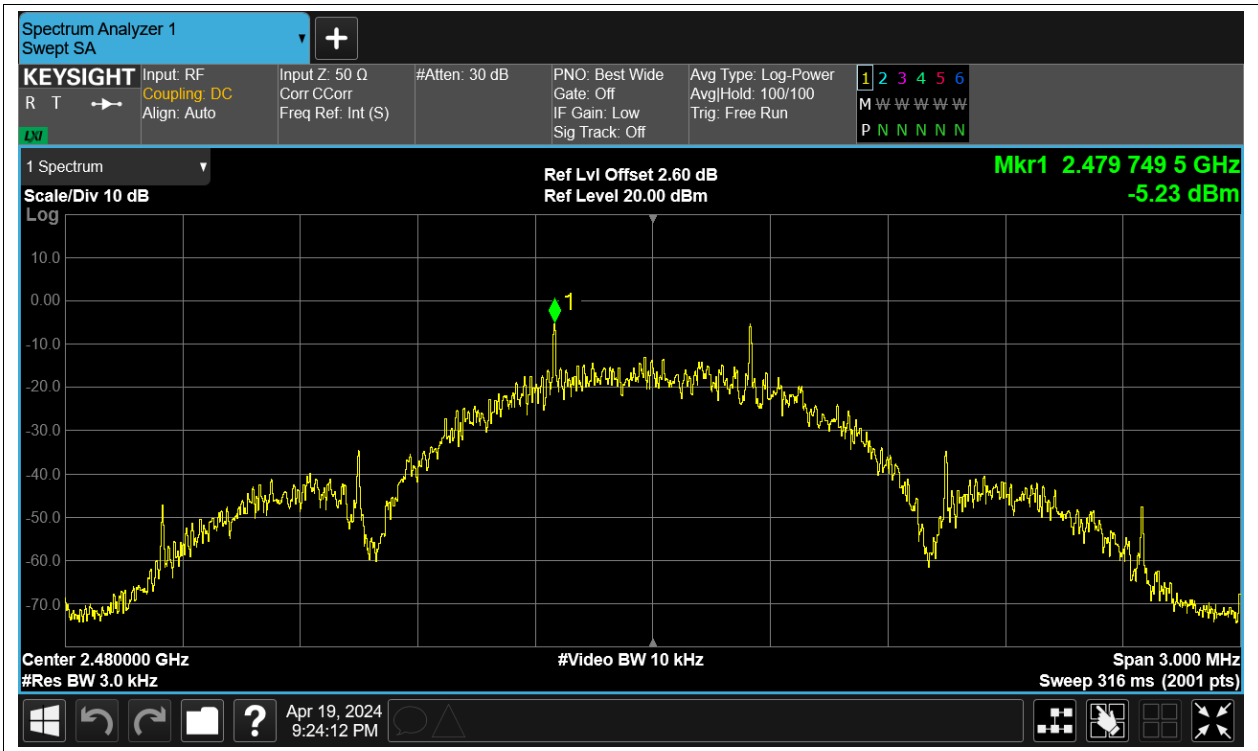 Spectrum Analyzer 1
Swept SA
KEYSIGHT
R T
LXI
Input: RF
Coupling: DC
Align: Auto
Input Z: 50 Ω
Corr CCorr
Freq Ref: Int (S)
#Atten: 30 dB
PNO: Best Wide
Gate: Off
IF Gain: Low
Sig Track: Off
Avg Type: Log-Power
Avg|Hold: 100/100
Trig: Free Run
1 2 3 4 5 6
M W W W W W
P N N N N N
1 Spectrum
Scale/Div 10 dB
Log
Ref Lvl Offset 2.60 dB
Ref Level 20.00 dBm
Mkr1 2.479 749 5 GHz
-5.23 dBm
10.0
0.00
1
-10.0
-20.0
-30.0
-40.0
-50.0
-60.0
-70.0
Center 2.480000 GHz
#Video BW 10 kHz
Span 3.000 MHz
#Res BW 3.0 kHz
Sweep 316 ms (2001 pts)
?
Apr 19, 2024
9:24:12 PM